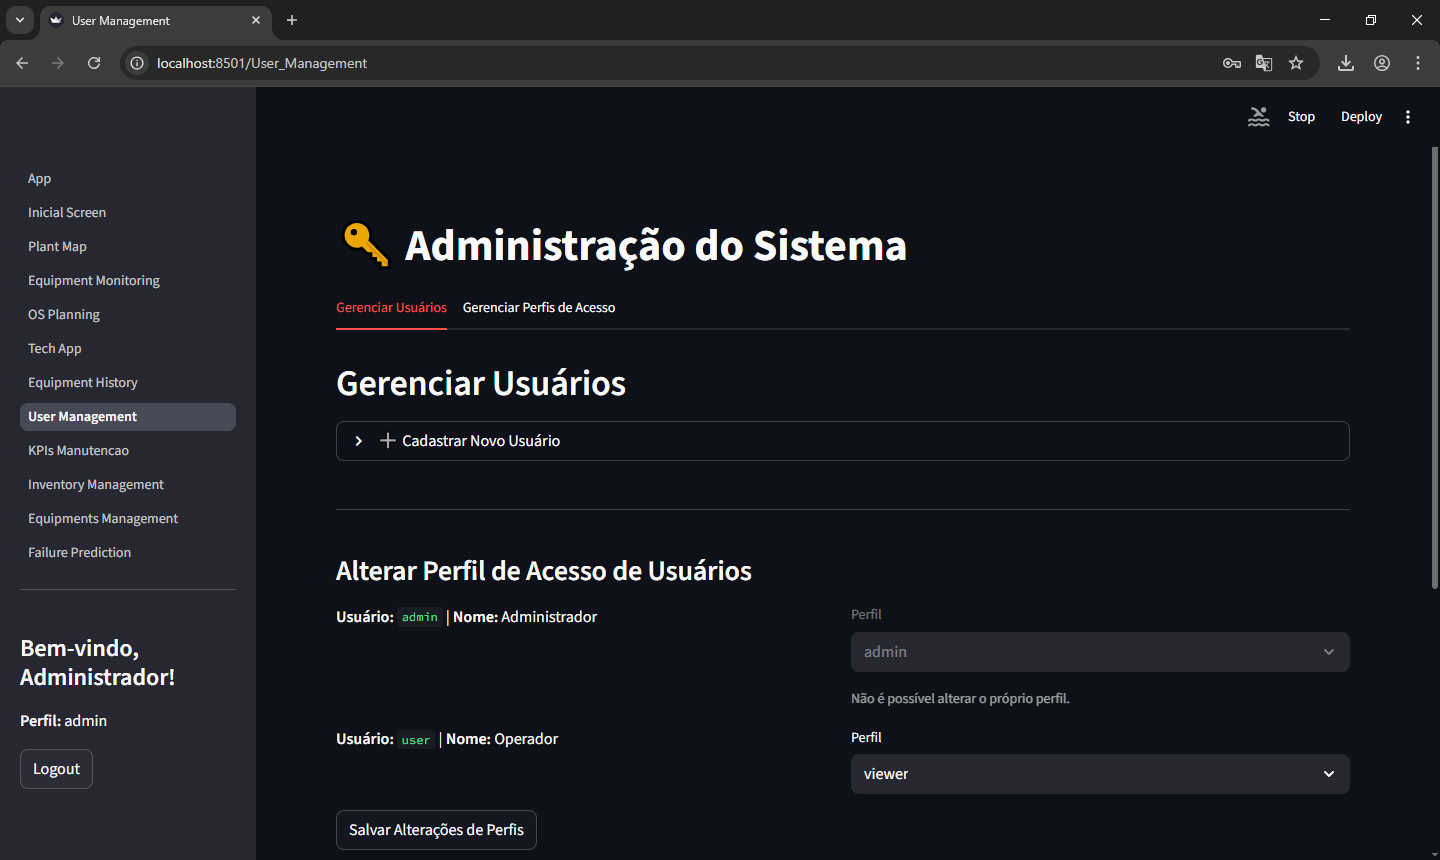 User Management
localhost:8501/User_Management
Stop
Deploy
App
Inicial Screen
Plant Map
Equipment Monitoring
OS Planning
Tech App
Equipment History
User Management
KPIs Manutencao
Inventory Management
Equipments Management
Failure Prediction
Bem-vindo,
Administrador!
Perfil: admin
Logout
Administração do Sistema
Gerenciar Usuários
Gerenciar Perfis de Acesso
Gerenciar Usuários
Cadastrar Novo Usuário
Alterar Perfil de Acesso de Usuários
Usuário: admin | Nome: Administrador
Perfil
admin
Não é possível alterar o próprio perfil.
Usuário: user | Nome: Operador
Perfil
viewer
Salvar Alterações de Perfis